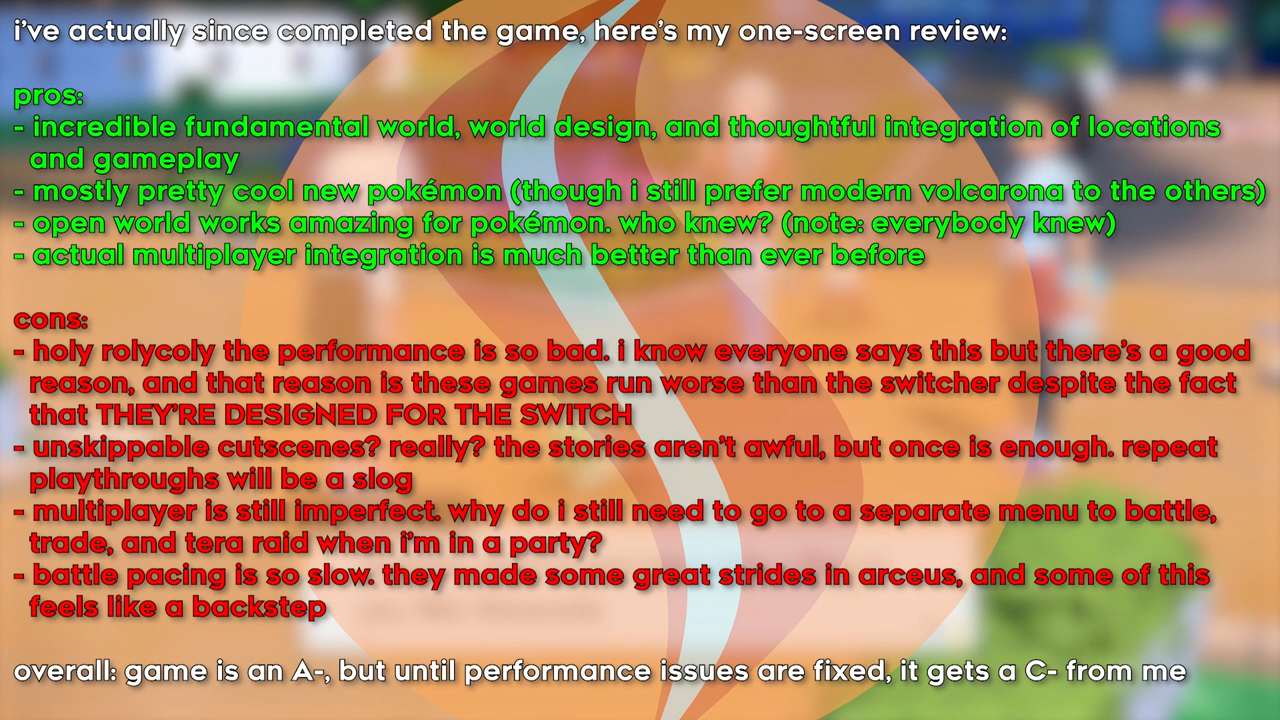 i've actually since completed the game, here's my one-screen review:
pros:
- incredible fundamental world, world design, and thoughtful integration of locations
and gameplay
- mostly pretty cool new pokémon (though i still prefer modern volcarona to the others)
- open world works amazing for pokémon. who knew? (note: everybody knew)
- actual multiplayer integration is much better than ever before
cons:
- holy rolycoly the performance is so bad. i know everyone says this but there's a good
reason, and that reason is these games run worse than the switcher despite the fact
that THEY'RE DESIGNED FOR THE SWITCH
- unskippable cutscenes? really? the stories aren't awful, but once is enough. repeat
playthroughs will be a slog
- multiplayer is still imperfect. why do i still need to go to a separate menu to battle,
trade, and tera raid when i'm in a party?
- battle pacing is so slow. they made some great strides in arceus, and some of this
feels like a backstep
overall: game is an A-, but until performance issues are fixed, it gets a C- from me